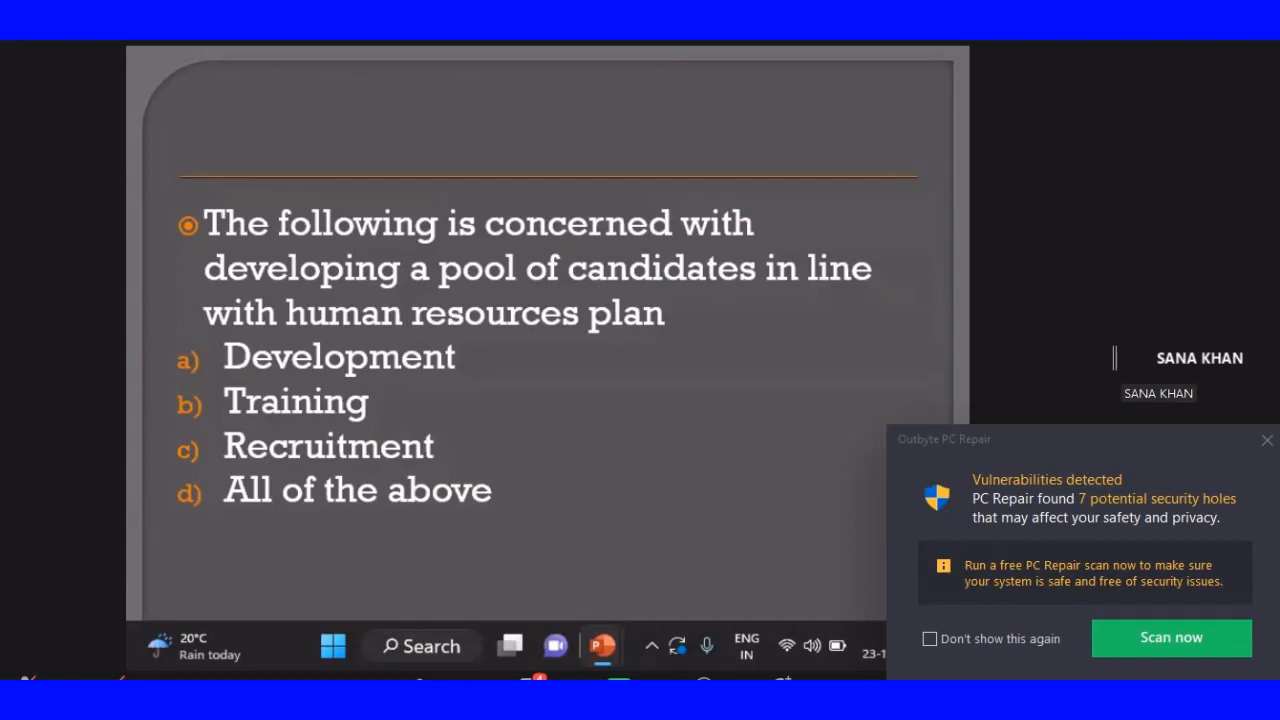 The following is concerned with
developing a pool of candidates in line
with human resources plan
a) Development
b) Training
c) Recruitment
d) All of the above
SANA KHAN
SANA KHAN
Outbyte PC Repair
Vulnerabilities detected
PC Repair found 7 potential security holes
that may affect your safety and privacy.
Run a free PC Repair scan now to make sure
your system is safe and free of security issues.
Don't show this again
Scan now
20°C
Rain today
Search
ENG
IN
23-1